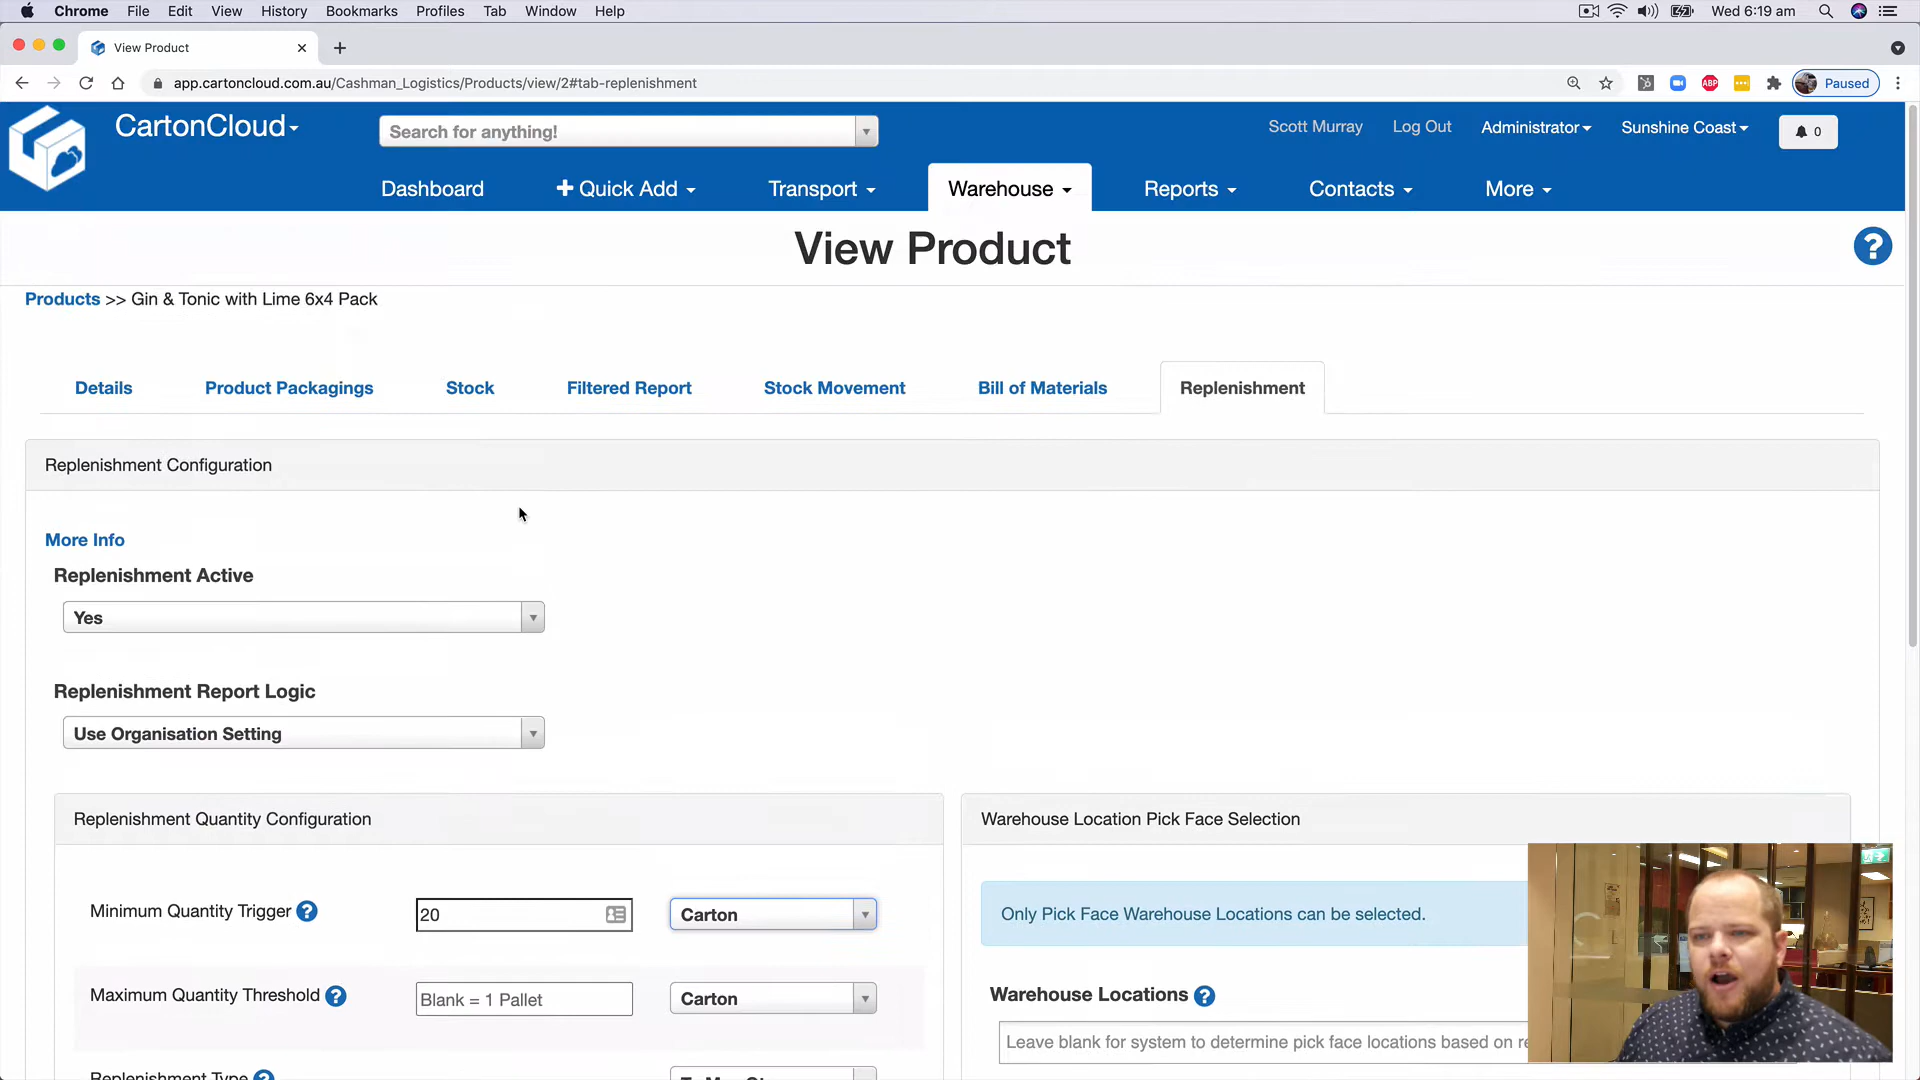 Chrome File Edit View History Bookmarks Profiles Tab Window Help Wed 6:19 am
View Product
app.cartoncloud.com.au/Cashman_Logistics/Products/view/2#tab-replenishment ABP Paused
CartonCloud Search for anything! Scott Murray Log Out Administrator Sunshine Coast 0
Dashboard Quick Add Transport Warehouse Reports Contacts More
View Product
Products >> Gin & Tonic with Lime 6x4 Pack
Details Product Packagings Stock Filtered Report Stock Movement Bill of Materials Replenishment
Replenishment Configuration
More Info
Replenishment Active
Yes
Replenishment Report Logic
Use Organisation Setting
Replenishment Quantity Configuration
Minimum Quantity Trigger 20 Carton
Maximum Quantity Threshold Blank = 1 Pallet Carton
Replenishment Type
Warehouse Location Pick Face Selection
Only Pick Face Warehouse Locations can be selected.
Warehouse Locations
Leave blank for system to determine pick face locations based on